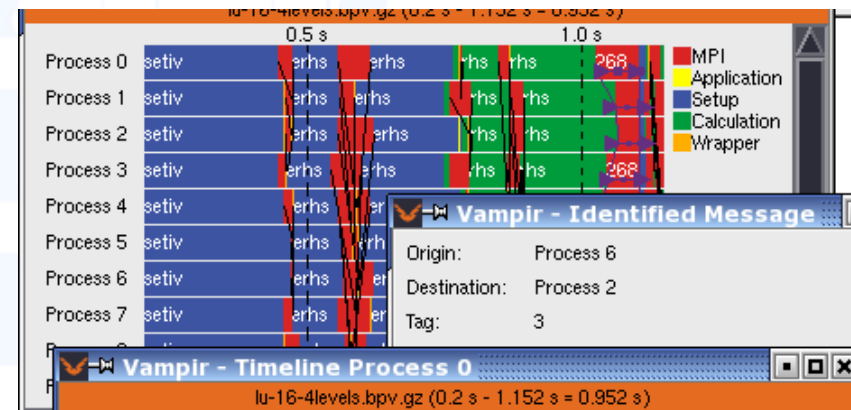 lu-16-4levels.bpv.gz (0.2 s - 1.152 s = 0.952 s)
0.5 s 1.0 s
Process 0 setiv erhs erhs rhs rhs 268 MPI
Application
Process 1 setiv erhs erhs rhs rhs Setup
Calculation
Process 2 setiv erhs erhs rhs rhs Wrapper
Process 3 setiv erhs erhs rhs rhs 268
Process 4 setiv erhs er
Vampir - Identified Message
Process 5 setiv erhs erh
Origin: Process 6
Process 6 setiv erhs er
Destination: Process 2
Process 7 setiv erhs er
Tag: 3
Vampir - Timeline Process 0
lu-16-4levels.bpv.gz (0.2 s - 1.152 s = 0.952 s)